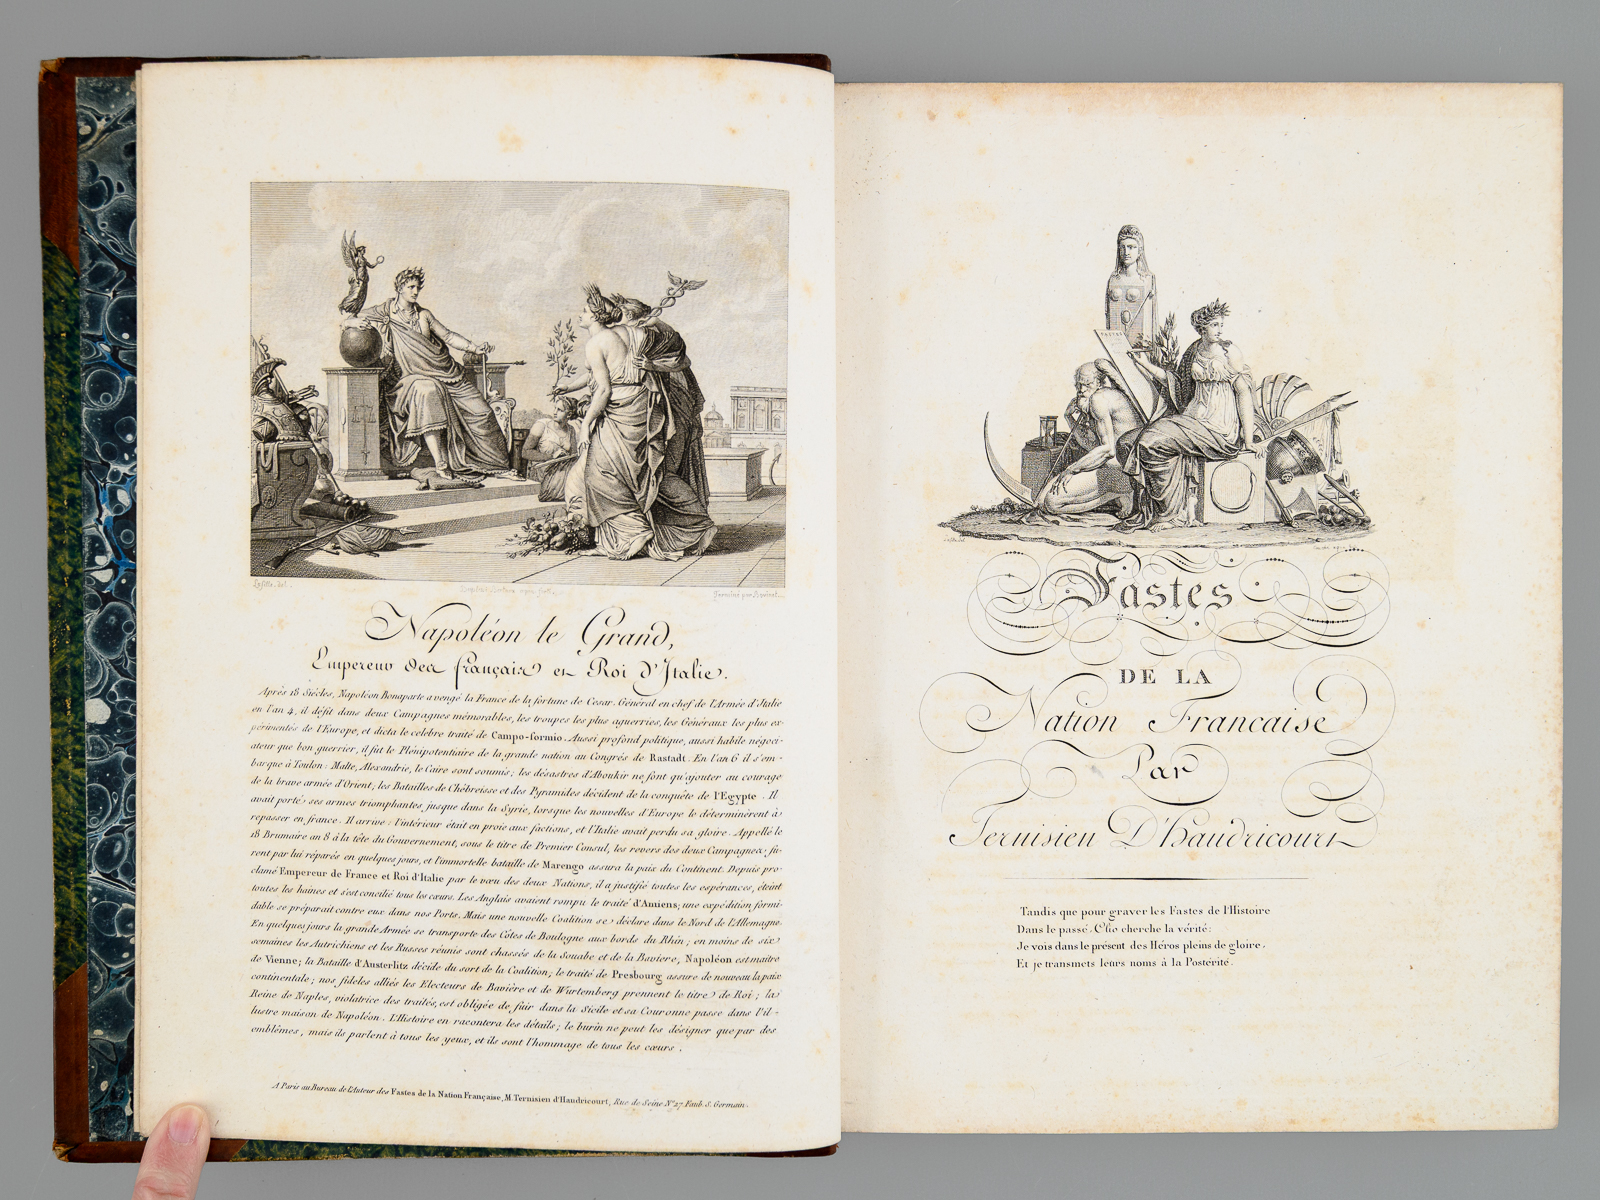 Lafitte, del.
Terminé par Ravinet.
Napoléon le Grand,
Empereur des français et Roi d'Italie.
Après 18 Siècles, Napoléon Bonaparte a vengé la France de la fortune de Cesar. Général en chef de l'Armée d'Italie
en l'an 4, il défit dans deux Campagnes mémorables, les troupes les plus aguerries, les Généraux les plus ex-
périmentés de l'Europe, et dicta le célèbre traité de Campo-formio. Aussi profond politique, aussi habile négoci-
ateur que bon guerrier, il fut le Plénipotentiaire de la grande nation au Congrés de Rastadt. En l'an 6 il s'em-
barque à Toulon: Malte, Alexandrie, le Caire sont soumis; les désastres d'Aboukir ne font qu'ajouter au courage
de la brave armée d'Orient; les Batailles de Chébreisse et des Pyramides décident de la conquête de l'Egypte. Il
avait porté ses armes triomphantes jusque dans la Syrie, lorsque les nouvelles d'Europe le déterminèrent à
repasser en france. Il arrive: l'intérieur était en proie aux factions, et l'Italie avait perdu sa gloire. Appellé le
18 Brumaire an 8 à la tête du Gouvernement, sous le titre de Premier Consul, les revers des deux Campagnes fu-
rent par lui réparés en quelques jours, et l'immortelle bataille de Marengo assura la paix du Continent. Depuis pro-
clamé Empereur de France et Roi d'Italie par le vœu des deux Nations, il a justifié toutes les espérances, éteint
toutes les haines et s'est concilié tous les cœurs. Les Anglais avaient rompu le traité d'Amiens; une expédition formi-
dable se préparait contre eux dans nos Ports. Mais une nouvelle Coalition se déclare dans le Nord de l'Allemagne.
En quelques jours la grande Armée se transporte des Côtes de Boulogne aux bords du Rhin; en moins de six
semaines les Autrichiens et les Russes réunis sont chassés de la Souabe et de la Baviere, Napoléon est maître
de Vienne; la Bataille d'Austerlitz décide du sort de la Coalition; le traité de Presbourg assure de nouveau la paix
continentale; nos fidèles alliés les Electeurs de Bavière et de Wurtemberg prennent le titre de Roi; la
Reine de Naples, violatrice des traités, est obligée de fuir dans la Sicile et sa Couronne passe dans l'il-
lustre maison de Napoléon. L'Histoire en racontera les détails; le burin ne peut les désigner que par des
emblêmes, mais ils parlent à tous les yeux, et ils sont l'hommage de tous les cœurs.
A Paris au Bureau de l'Auteur des Fastes de la Nation Française, M. Ternisien d'Haudricourt, Rue de Seine N° 27. Faub. S. Germain.
FASTES
Fastes
DE LA
Nation Francaise
Par
Ternisien D'haudricourt
Tandis que pour graver les Fastes de l'Histoire
Dans le passé, Clio cherche la vérité:
Je vois dans le présent des Héros pleins de gloire,
Et je transmets leurs noms à la Postérité.